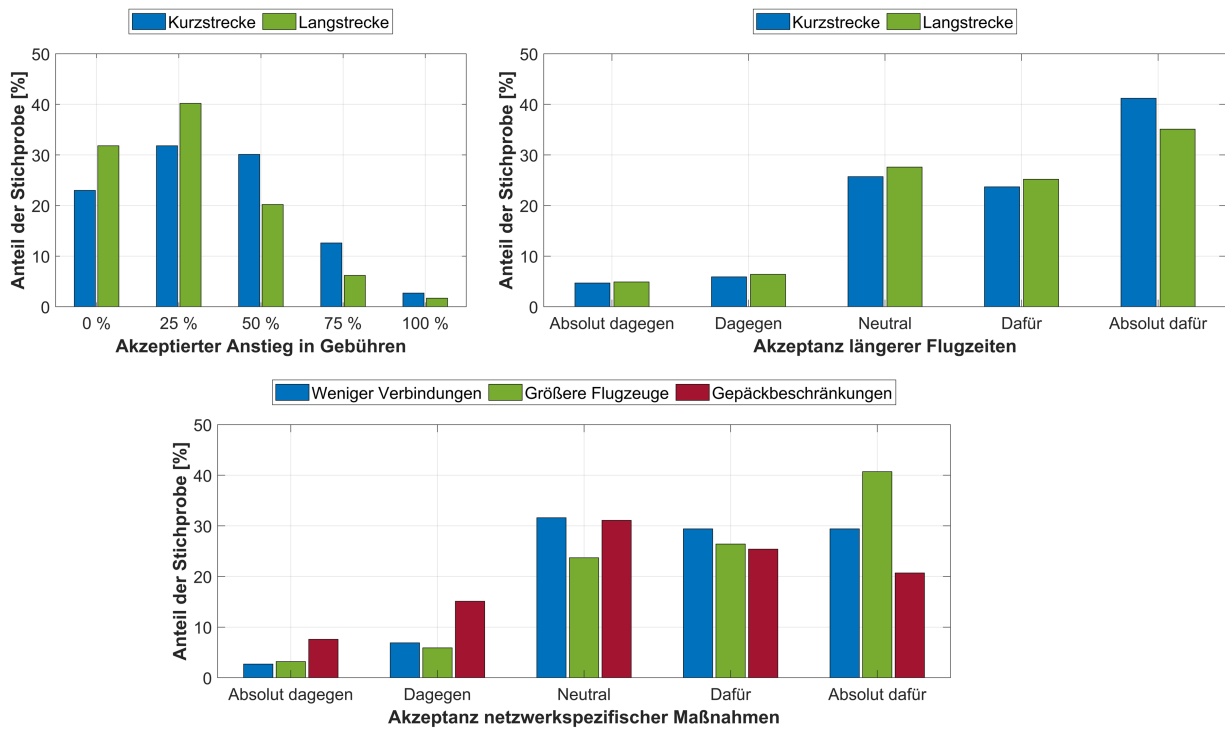 Kurzstrecke Langstrecke
Anteil der Stichprobe [%]
50
40
30
20
10
0
0 % 25 % 50 % 75 % 100 %
Akzeptierter Anstieg in Gebühren
Kurzstrecke Langstrecke
Anteil der Stichprobe [%]
50
40
30
20
10
0
Absolut dagegen Dagegen Neutral Dafür Absolut dafür
Akzeptanz längerer Flugzeiten
Weniger Verbindungen Größere Flugzeuge Gepäckbeschränkungen
Anteil der Stichprobe [%]
50
40
30
20
10
0
Absolut dagegen Dagegen Neutral Dafür Absolut dafür
Akzeptanz netzwerkspezifischer Maßnahmen